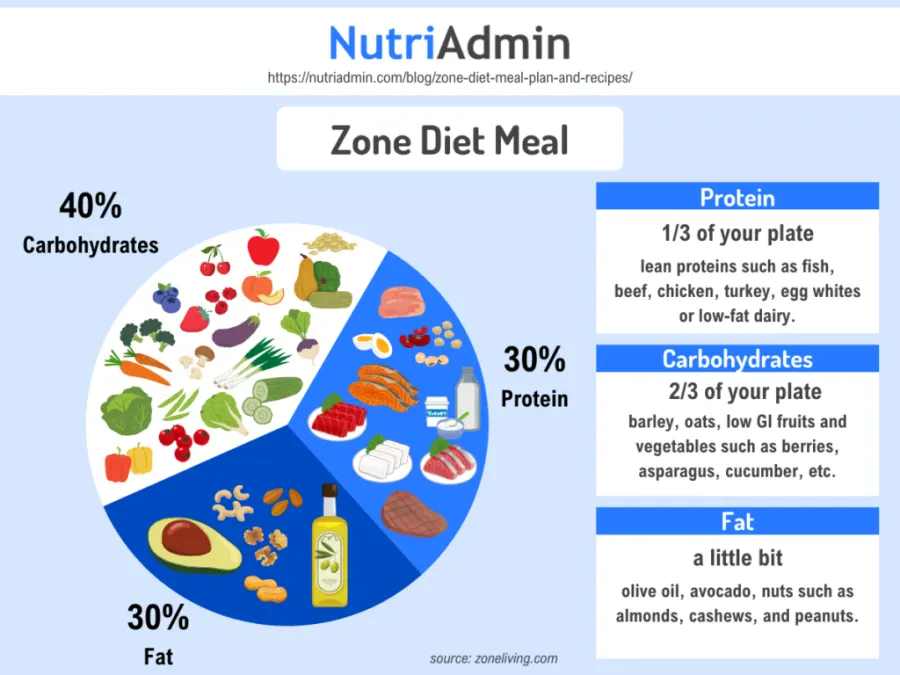 NutriAdmin
https://nutriadmin.com/blog/zone-diet-meal-plan-and-recipes/
Zone Diet Meal
40%
Carbohydrates
30%
Protein
30%
Fat
Protein
1/3 of your plate
lean proteins such as fish,
beef, chicken, turkey, egg whites
or low-fat dairy.
Carbohydrates
2/3 of your plate
barley, oats, low GI fruits and
vegetables such as berries,
asparagus, cucumber, etc.
Fat
a little bit
olive oil, avocado, nuts such as
almonds, cashews, and peanuts.
source: zoneliving.com